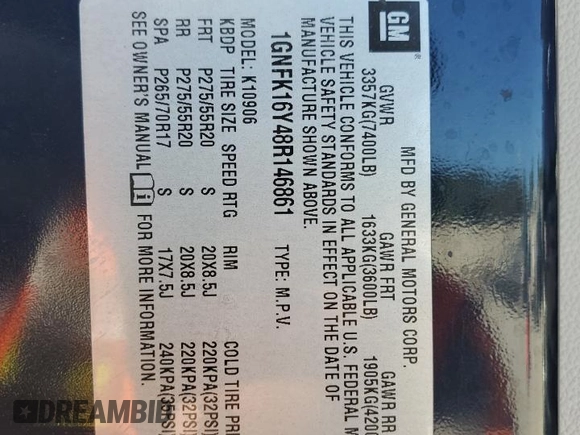 GM
®
MFD BY GENERAL MOTORS CORP.
GVWR GAWR FRT GAWR RR
3357KG(7400LB) 1633KG(3600LB) 1905KG(4200
THIS VEHICLE CONFORMS TO ALL APPLICABLE U.S. FEDERAL M
VEHICLE SAFETY STANDARDS IN EFFECT ON THE DATE OF
MANUFACTURE SHOWN ABOVE.
1GNFK16Y48R146861 TYPE: M.P.V.
MODEL: K10906
KBDP TIRE SIZE SPEED RTG RIM COLD TIRE PR
FRT P275/55R20 S 20X8.5J 220KPA(32PSI)
RR P275/55R20 S 20X8.5J 220KPA(32PSI)
SPA P265/70R17 S 17X7.5J 240KPA(35PSI)
SEE OWNER'S MANUAL i FOR MORE INFORMATION.
DREAMBID